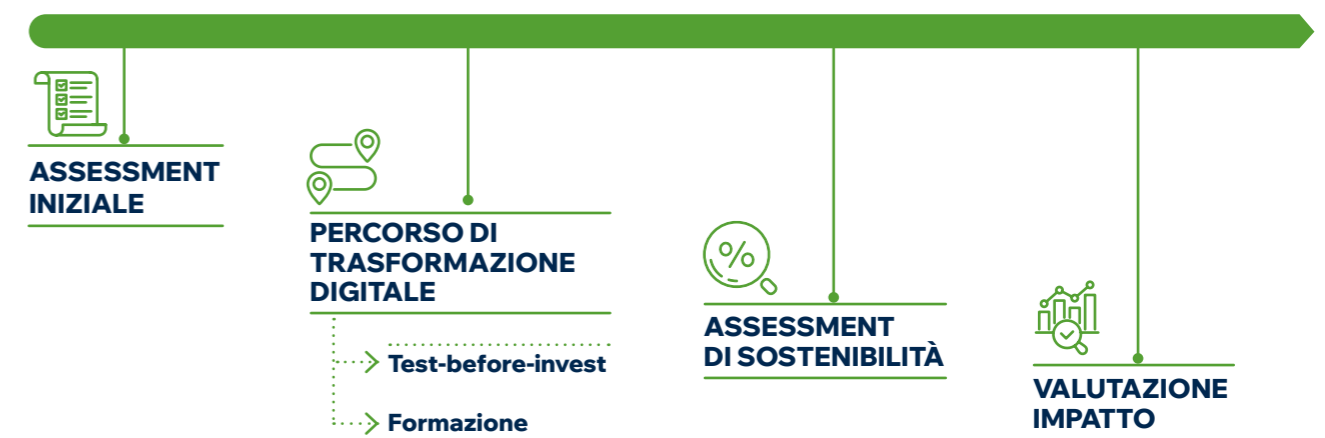 ASSESSMENT
INIZIALE
PERCORSO DI
TRASFORMAZIONE
DIGITALE
Test-before-invest
Formazione
%
ASSESSMENT
DI SOSTENIBILITÀ
VALUTAZIONE
IMPATTO